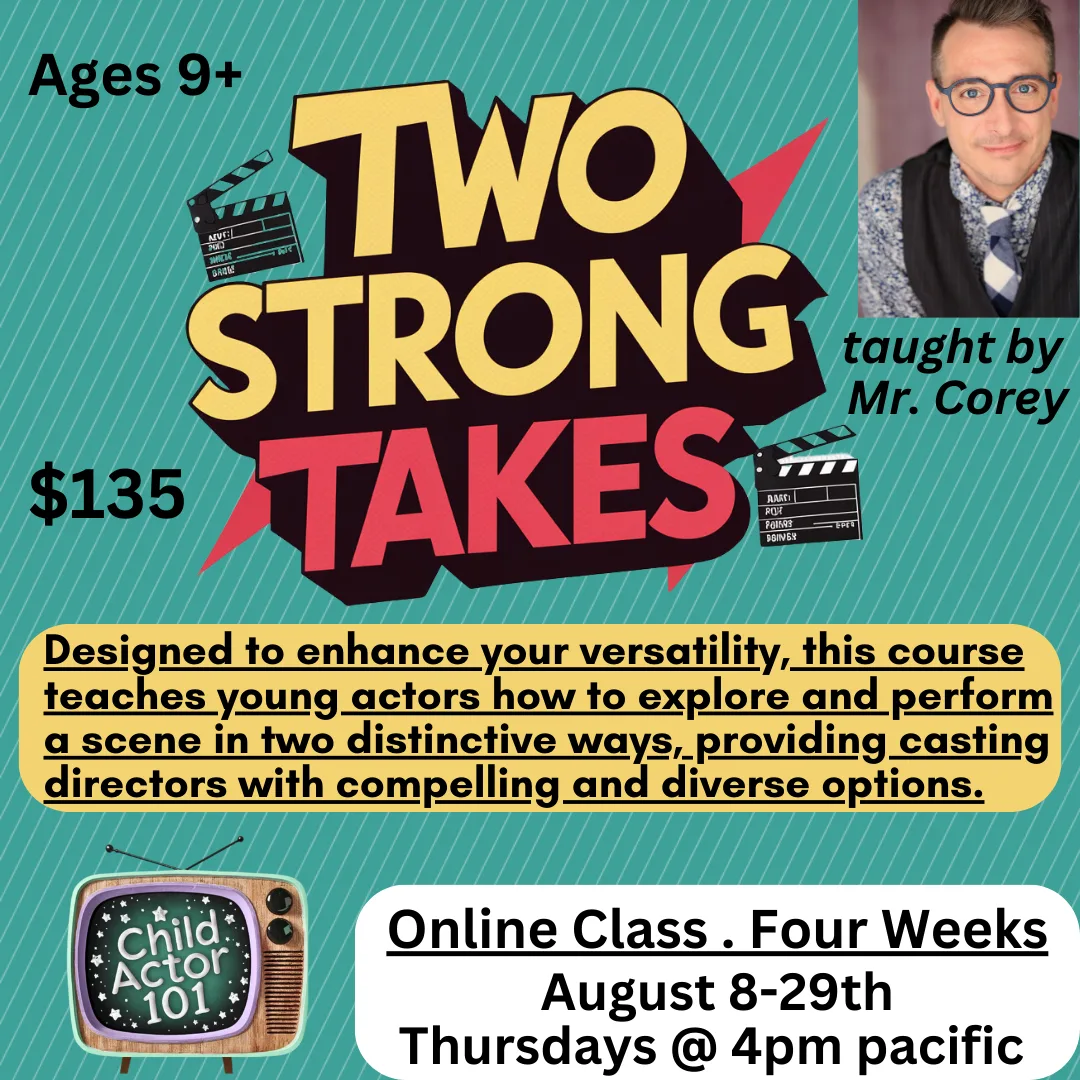 Ages 9+
TWO
STRONG
TAKES
taught by
Mr. Corey
$135
Designed to enhance your versatility, this course
teaches young actors how to explore and perform
a scene in two distinctive ways, providing casting
directors with compelling and diverse options.
Child
Actor
101
Online Class . Four Weeks
August 8-29th
Thursdays @ 4pm pacific